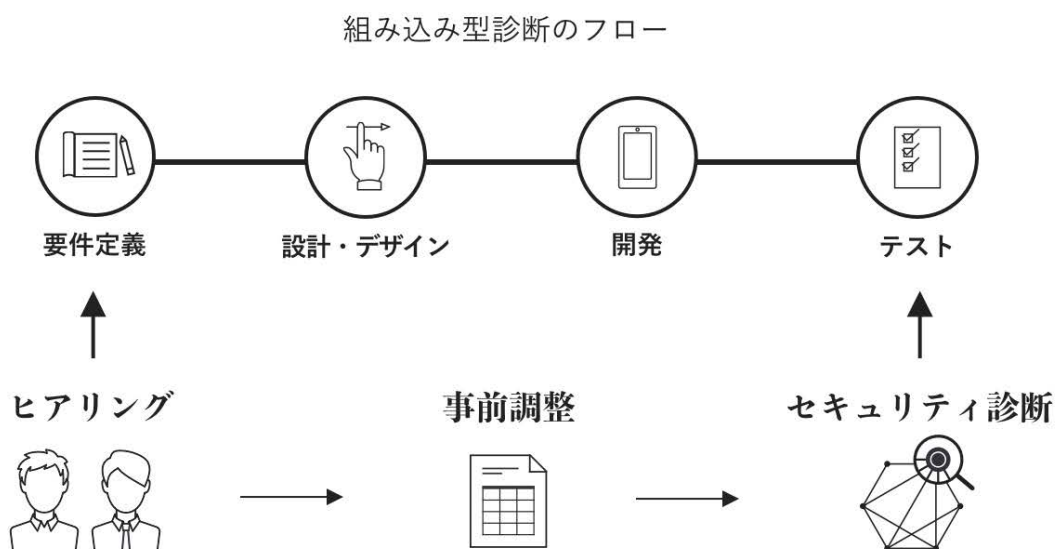 組み込み型診断のフロー
要件定義
設計・デザイン
開発
テスト
ヒアリング
事前調整
セキュリティ診断